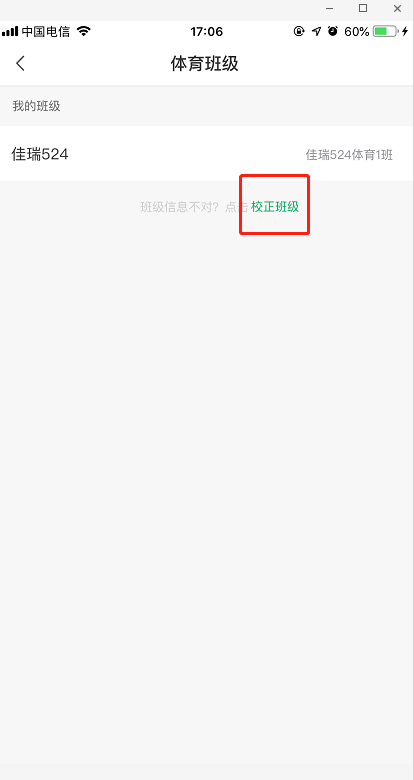 中国电信 17:06 60%
体育班级
我的班级
佳瑞524 佳瑞524体育1班
班级信息不对？点击 校正班级